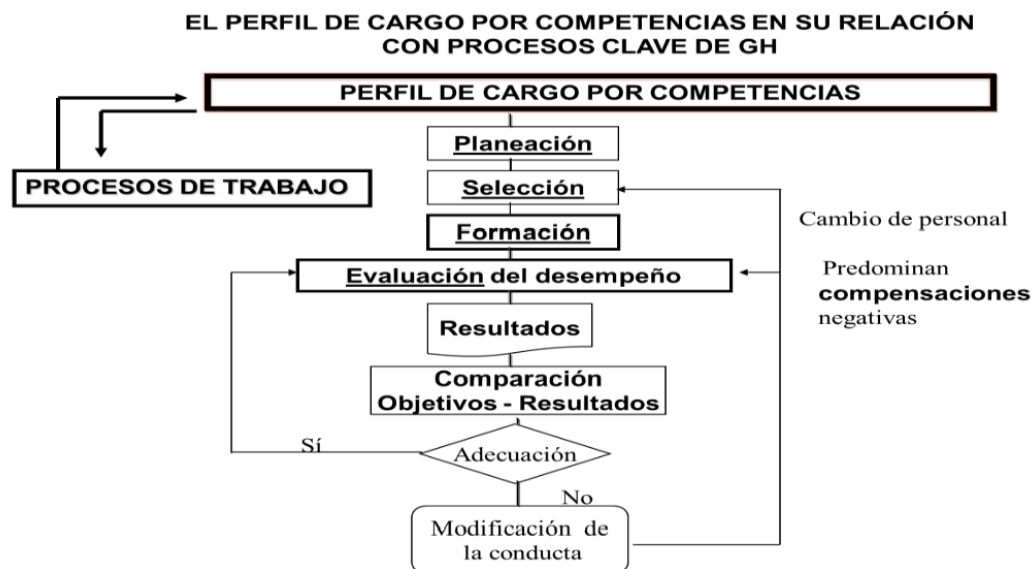 EL PERFIL DE CARGO POR COMPETENCIAS EN SU RELACIÓN
CON PROCESOS CLAVE DE GH
PERFIL DE CARGO POR COMPETENCIAS
Planeación
PROCESOS DE TRABAJO
Selección
Cambio de personal
Formación
Evaluación del desempeño
Predominan
compensaciones
negativas
Resultados
Comparación
Objetivos - Resultados
Sí
Adecuación
No
Modificación de
la conducta